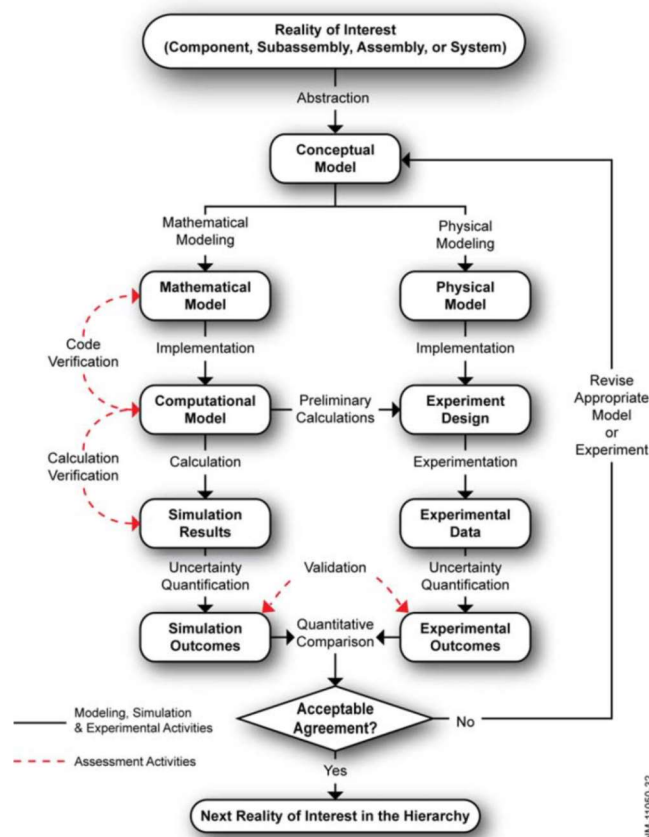 Reality of Interest
(Component, Subassembly, Assembly, or System)
Abstraction
Conceptual
Model
Mathematical
Modeling
Physical
Modeling
Mathematical
Model
Physical
Model
Code
Verification
Implementation
Implementation
Revise
Appropriate
Model
or
Experiment
Computational
Model
Preliminary
Calculations
Experiment
Design
Calculation
Verification
Calculation
Experimentation
Simulation
Results
Experimental
Data
Uncertainty
Quantification
Validation
Uncertainty
Quantification
Simulation
Outcomes
Quantitative
Comparison
Experimental
Outcomes
Modeling, Simulation
& Experimental Activities
Acceptable
Agreement?
No
Assessment Activities
Yes
Next Reality of Interest in the Hierarchy